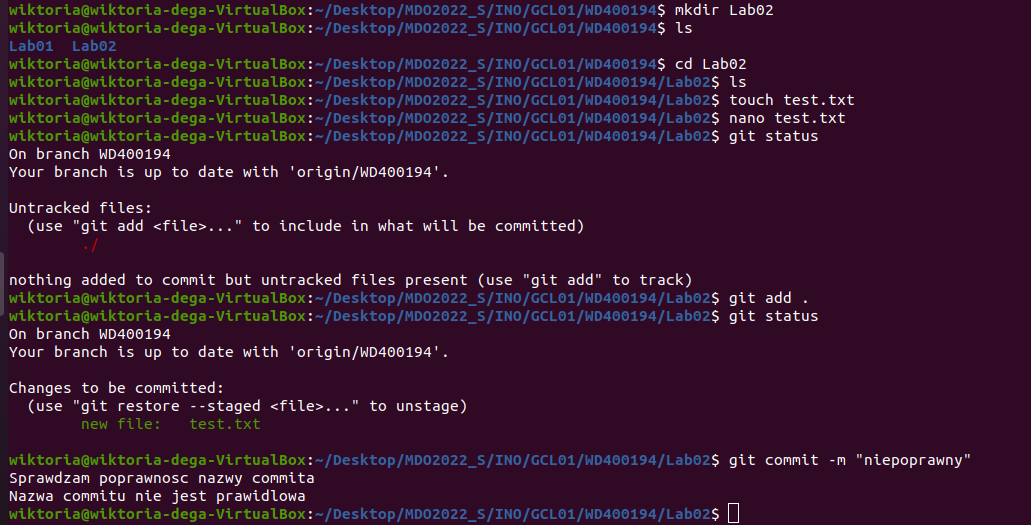 wiktoria@wiktoria-dega-VirtualBox:~/Desktop/MDO2022_S/INO/GCL01/WD400194$ mkdir Lab02
wiktoria@wiktoria-dega-VirtualBox:~/Desktop/MDO2022_S/INO/GCL01/WD400194$ ls
Lab01  Lab02
wiktoria@wiktoria-dega-VirtualBox:~/Desktop/MDO2022_S/INO/GCL01/WD400194$ cd Lab02
wiktoria@wiktoria-dega-VirtualBox:~/Desktop/MDO2022_S/INO/GCL01/WD400194/Lab02$ ls
wiktoria@wiktoria-dega-VirtualBox:~/Desktop/MDO2022_S/INO/GCL01/WD400194/Lab02$ touch test.txt
wiktoria@wiktoria-dega-VirtualBox:~/Desktop/MDO2022_S/INO/GCL01/WD400194/Lab02$ nano test.txt
wiktoria@wiktoria-dega-VirtualBox:~/Desktop/MDO2022_S/INO/GCL01/WD400194/Lab02$ git status
On branch WD400194
Your branch is up to date with 'origin/WD400194'.

Untracked files:
  (use "git add <file>..." to include in what will be committed)
        ./

nothing added to commit but untracked files present (use "git add" to track)
wiktoria@wiktoria-dega-VirtualBox:~/Desktop/MDO2022_S/INO/GCL01/WD400194/Lab02$ git add .
wiktoria@wiktoria-dega-VirtualBox:~/Desktop/MDO2022_S/INO/GCL01/WD400194/Lab02$ git status
On branch WD400194
Your branch is up to date with 'origin/WD400194'.

Changes to be committed:
  (use "git restore --staged <file>..." to unstage)
        new file:   test.txt

wiktoria@wiktoria-dega-VirtualBox:~/Desktop/MDO2022_S/INO/GCL01/WD400194/Lab02$ git commit -m "niepoprawny"
Sprawdzam poprawnosc nazwy commita
Nazwa commitu nie jest prawidlowa
wiktoria@wiktoria-dega-VirtualBox:~/Desktop/MDO2022_S/INO/GCL01/WD400194/Lab02$